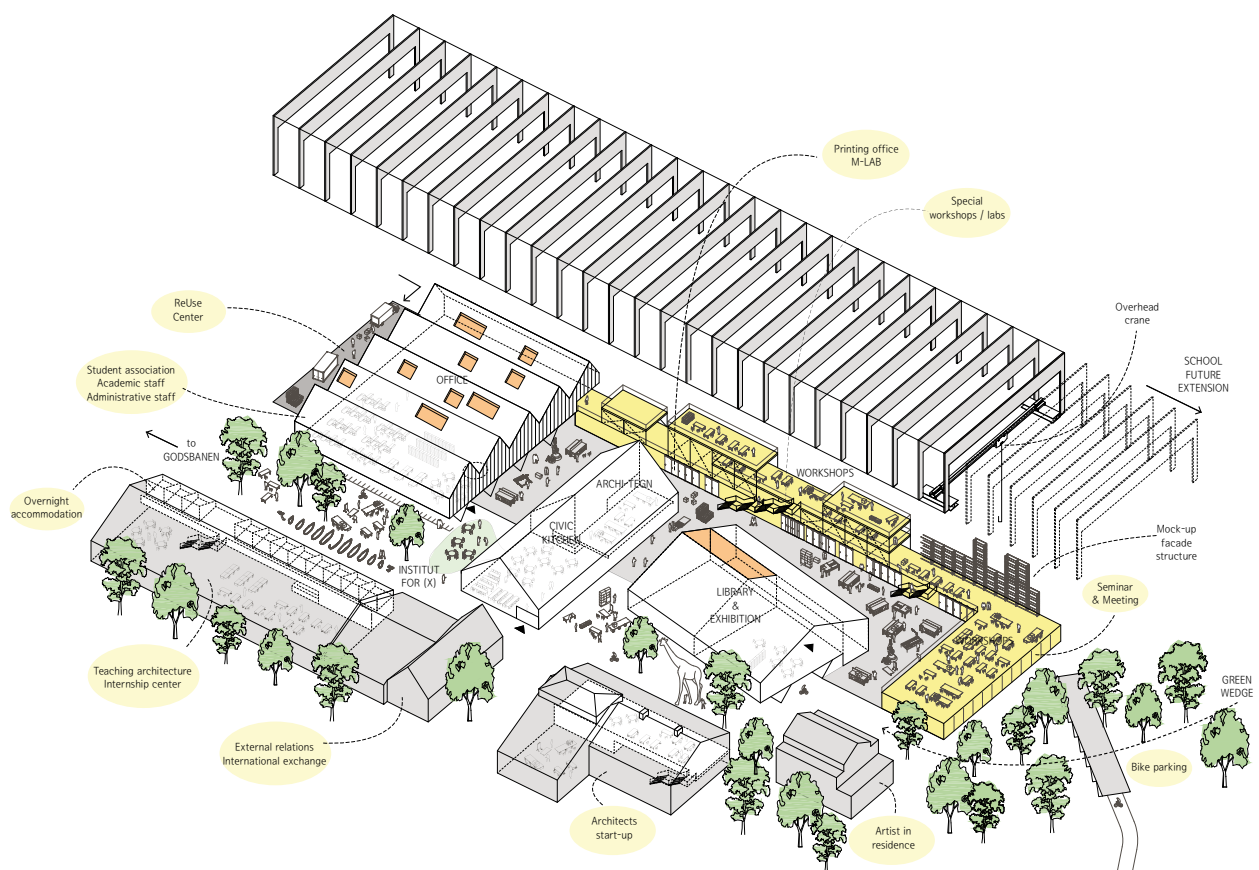 Printing office
M-LAB
Special
workshops / labs
ReUse
Center
Overhead
crane
SCHOOL
FUTURE
EXTENSION
Student association
Academic staff
Administrative staff
OFFICE
to
GODSBANEN
WORKSHOPS
ARCHI-TEGN
Overnight
accommodation
CIVIC
KITCHEN
Mock-up
facade
structure
INSTITUT
FOR (X)
LIBRARY
&
EXHIBITION
Seminar
& Meeting
WORKSHOPS
Teaching architecture
Internship center
GREEN
WEDGE
External relations
International exchange
Bike parking
Architects
start-up
Artist in
residence